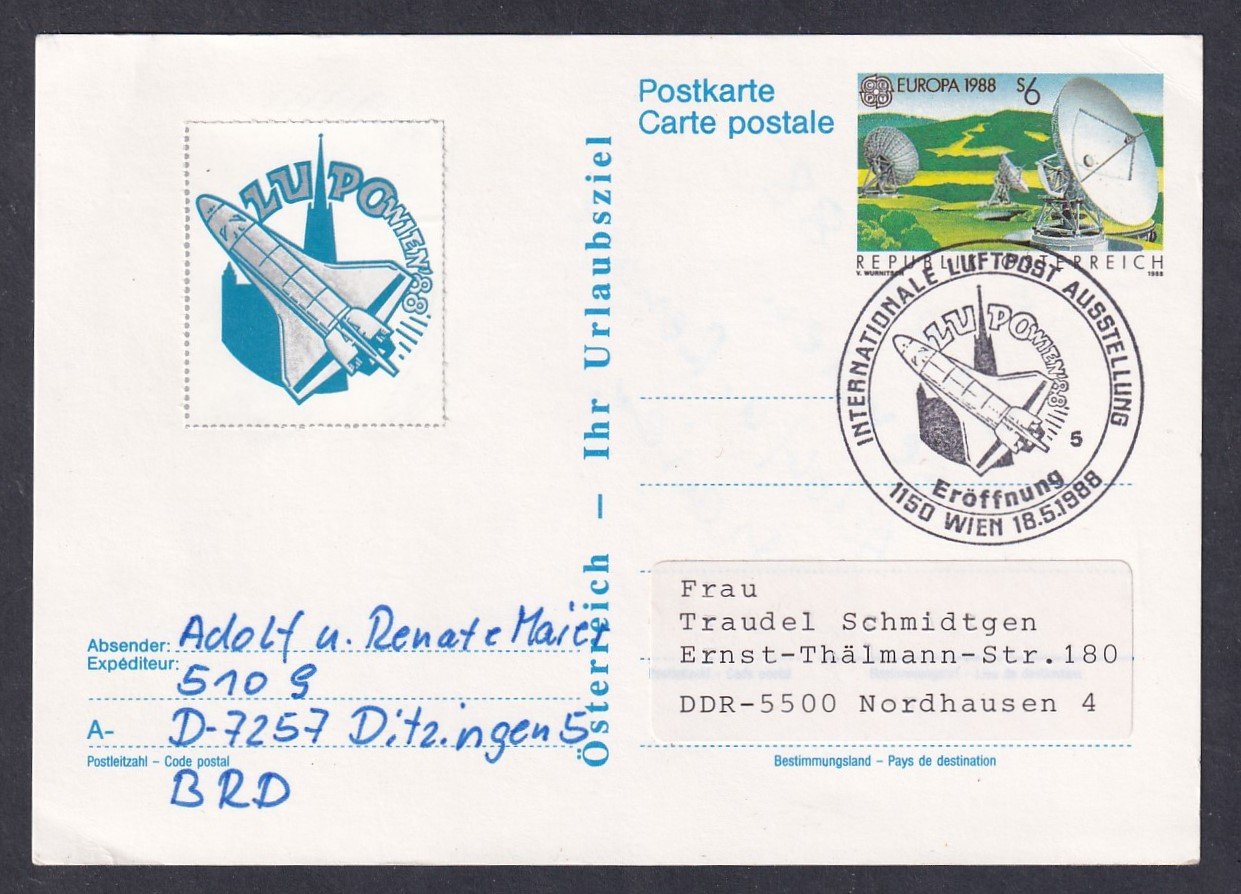 LUPO WIEN '88.
Österreich – Ihr Urlaubsziel
Postkarte
Carte postale
EUROPA 1988 S6
REPUBLIK ÖSTERREICH
V. WURNITSCH 1988
INTERNATIONALE LUFTPOST AUSSTELLUNG
LUPO WIEN '88
5
Eröffnung
1150 WIEN 18.5.1988
Absender: Adolf u. Renate Maier
Expéditeur:
510 9
A- D-7257 Ditzingen 5
Postleitzahl – Code postal
BRD
Frau
Traudel Schmidtgen
Ernst-Thälmann-Str.180
DDR-5500 Nordhausen 4
Bestimmungsland – Pays de destination